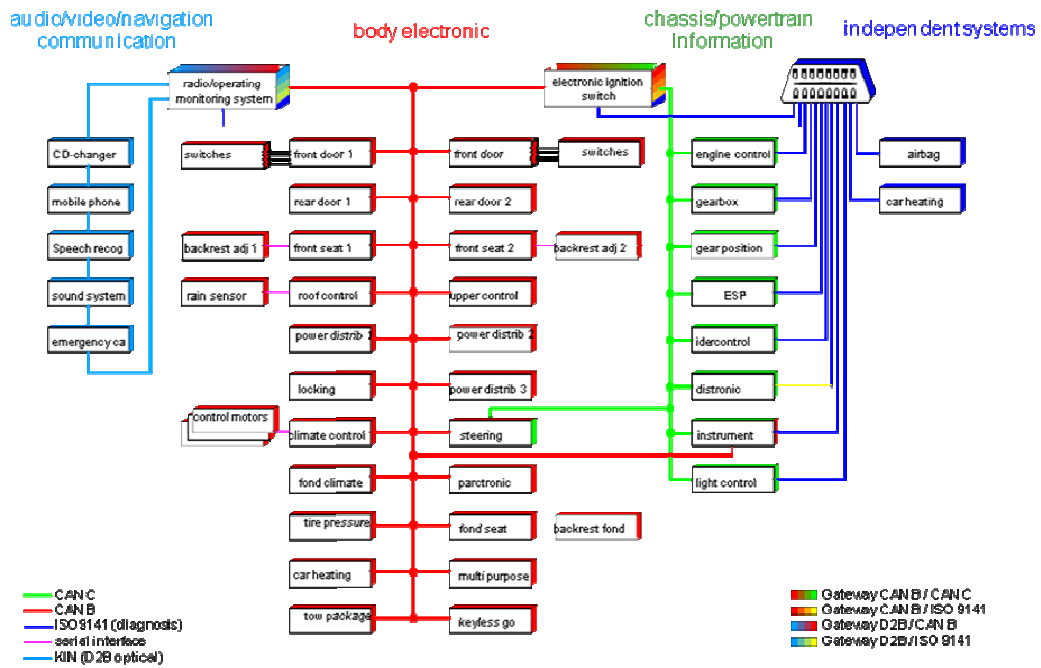 audio/video/navigation
communication
body electronic
chassis/powertrain
Information
independent systems
radio/operating
monitoring system
electronic ignition
switch
CD-changer
switches
front door 1
front door
switches
engine control
airbag
mobile phone
rear door 1
rear door 2
gearbox
car heating
Speech recog
backrest adj 1
front seat 1
front seat 2
backrest adj 2
gear position
sound system
rain sensor
roof control
upper control
ESP
emergency ca
power distrib 2
idercontrol
locking
power distrib 3
distronic
control motors
climate control
steering
instrument
fond climate
parctronic
light control
tire pressure
fond seat
backrest fond
car heating
multi purpose
tow package
keyless go
CAN C
CAN B
ISO9141 (diagnosis)
serial interface
KIN (D2B optical)
Gateway CAN B / CAN C
Gateway CAN B / ISO 9141
Gateway D2B / CAN B
Gateway D2B / ISO 9141